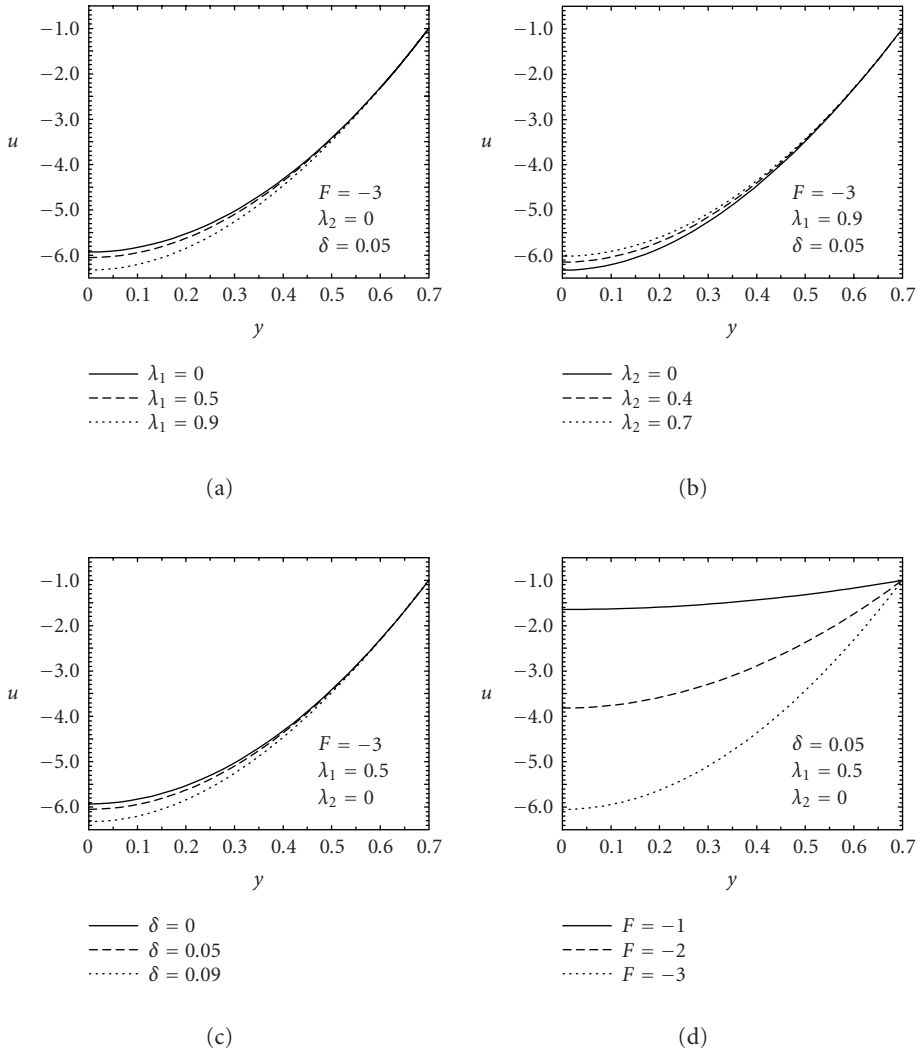 −1.0
−2.0
−3.0
−4.0
−5.0
−6.0
u
0 0.1 0.2 0.3 0.4 0.5 0.6 0.7
y
F = −3
λ2 = 0
δ = 0.05
λ1 = 0
λ1 = 0.5
λ1 = 0.9
(a)
−1.0
−2.0
−3.0
−4.0
−5.0
−6.0
u
0 0.1 0.2 0.3 0.4 0.5 0.6 0.7
y
F = −3
λ1 = 0.9
δ = 0.05
λ2 = 0
λ2 = 0.4
λ2 = 0.7
(b)
−1.0
−2.0
−3.0
−4.0
−5.0
−6.0
u
0 0.1 0.2 0.3 0.4 0.5 0.6 0.7
y
F = −3
λ1 = 0.5
λ2 = 0
δ = 0
δ = 0.05
δ = 0.09
(c)
−1.0
−2.0
−3.0
−4.0
−5.0
−6.0
u
0 0.1 0.2 0.3 0.4 0.5 0.6 0.7
y
δ = 0.05
λ1 = 0.5
λ2 = 0
F = −1
F = −2
F = −3
(d)